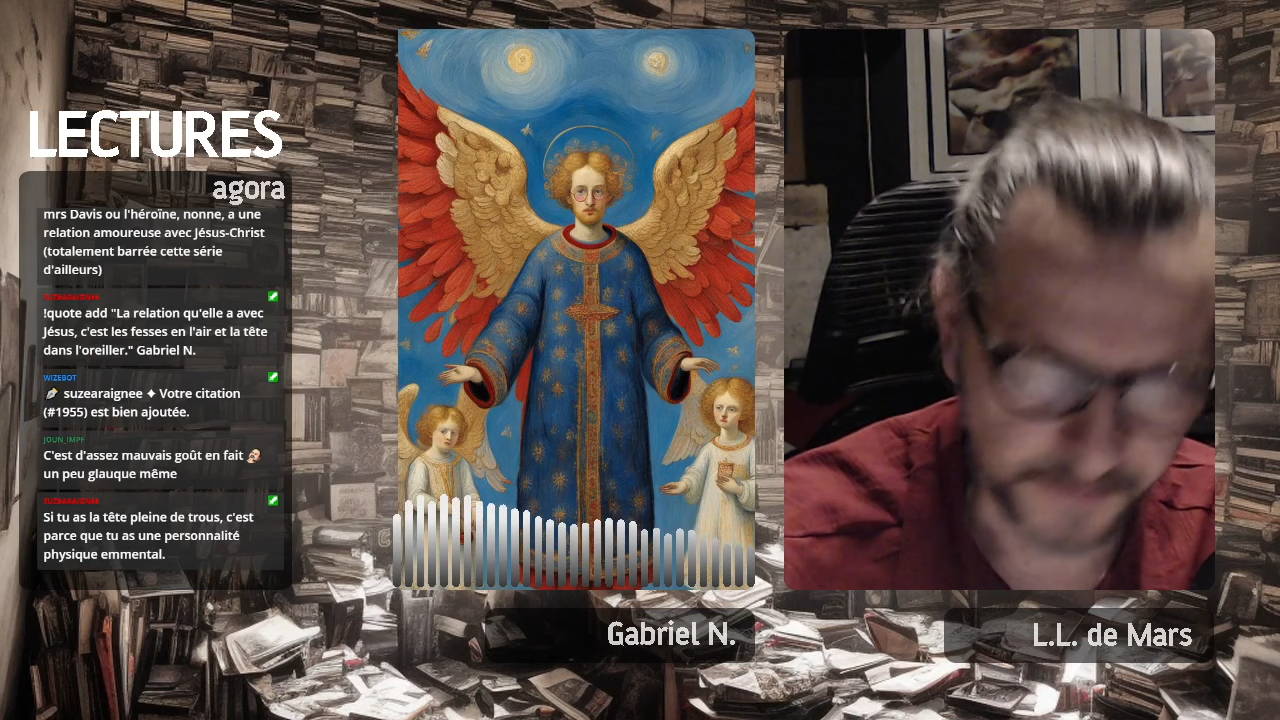 LECTURES
agora
mrs Davis ou l'héroïne, nonne, a une
relation amoureuse avec Jésus-Christ
(totalement barrée cette série
d'ailleurs)
SUZEARAIGNEE
!quote add "La relation qu'elle a avec
Jésus, c'est les fesses en l'air et la tête
dans l'oreiller." Gabriel N.
WIZEBOT
suzearaignee ✦ Votre citation
(#1955) est bien ajoutée.
JOUN_IMPF
C'est d'assez mauvais goût en fait
un peu glauque même
SUZEARAIGNEE
Si tu as la tête pleine de trous, c'est
parce que tu as une personnalité
physique emmental.
Gabriel N.
L.L. de Mars